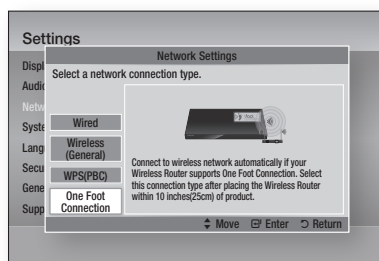 Settings
Network Settings
Select a network connection type.
Displ
Audio
Netw
Syste
Lang
Secu
Gene
Supp
Wired
Wireless
(General)
WPS(PBC)
One Foot
Connection
Connect to wireless network automatically if your
Wireless Router supports One Foot Connection. Select
this connection type after placing the Wireless Router
within 10 inches(25cm) of product.
Move Enter Return